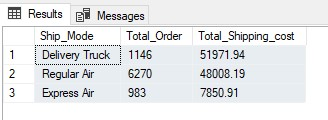 Results Messages
Ship_Mode Total_Order Total_Shipping_cost
1 Delivery Truck 1146 51971.94
2 Regular Air 6270 48008.19
3 Express Air 983 7850.91